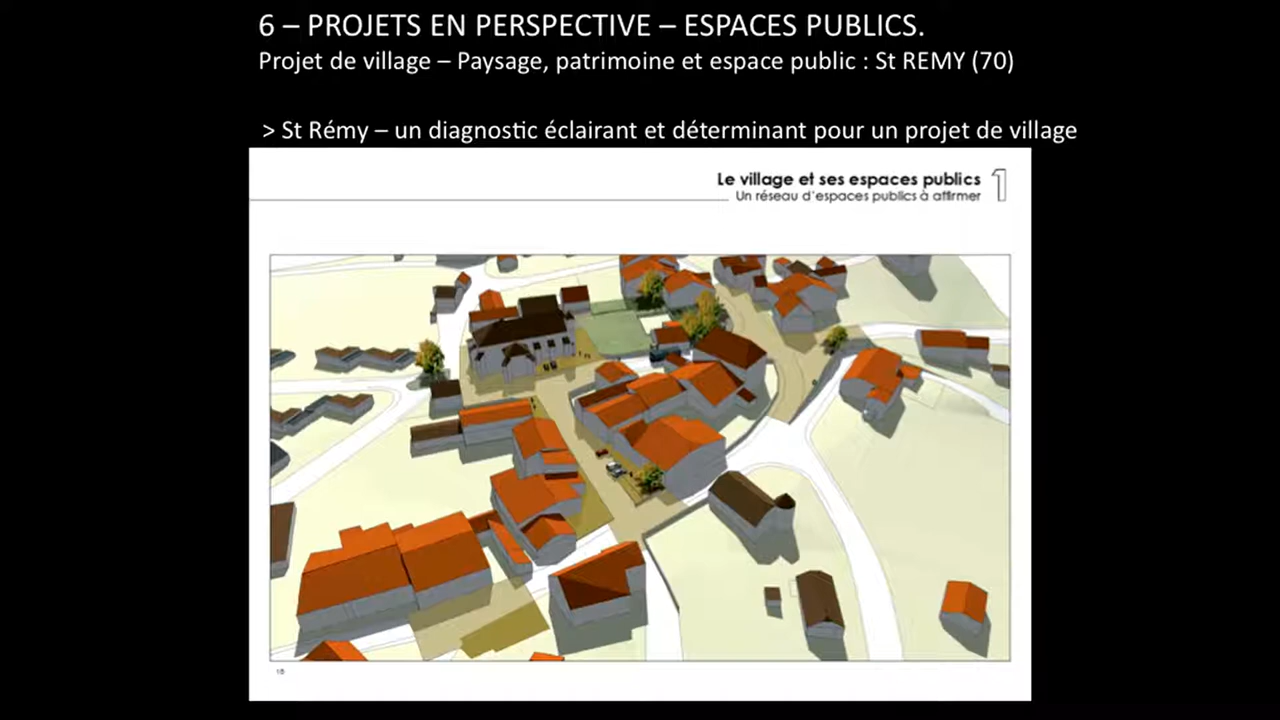 6 – PROJETS EN PERSPECTIVE – ESPACES PUBLICS.
Projet de village – Paysage, patrimoine et espace public : St REMY (70)
> St Rémy – un diagnostic éclairant et déterminant pour un projet de village
Le village et ses espaces publics 1
Un réseau d'espaces publics à affirmer